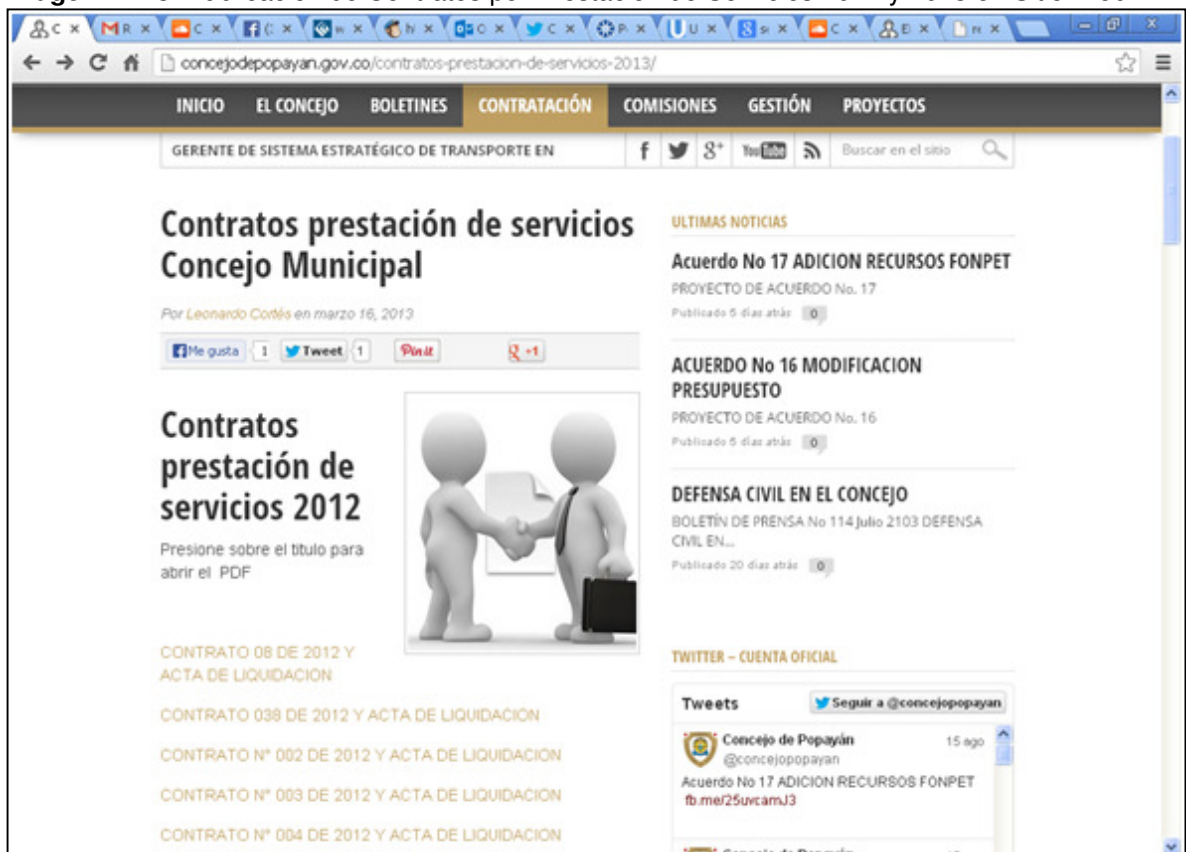 concejodepopayan.gov.co/contratos-prestacion-de-servicios-2013/
INICIO EL CONCEJO BOLETINES CONTRATACIÓN COMISIONES GESTIÓN PROYECTOS
GERENTE DE SISTEMA ESTRATÉGICO DE TRANSPORTE EN
You Tube
Buscar en el sitio
Contratos prestación de servicios
Concejo Municipal
Por Leonardo Cortés en marzo 16, 2013
Me gusta 1 Tweet 1 Pin it +1
Contratos
prestación de
servicios 2012
Presione sobre el titulo para
abrir el PDF
CONTRATO 08 DE 2012 Y
ACTA DE LIQUIDACION
CONTRATO 038 DE 2012 Y ACTA DE LIQUIDACION
CONTRATO N° 002 DE 2012 Y ACTA DE LIQUIDACION
CONTRATO N° 003 DE 2012 Y ACTA DE LIQUIDACION
CONTRATO N° 004 DE 2012 Y ACTA DE LIQUIDACION
ULTIMAS NOTICIAS
Acuerdo No 17 ADICION RECURSOS FONPET
PROYECTO DE ACUERDO No. 17
Publicado 5 días atrás 0
ACUERDO No 16 MODIFICACION
PRESUPUESTO
PROYECTO DE ACUERDO No. 16
Publicado 5 días atrás 0
DEFENSA CIVIL EN EL CONCEJO
BOLETÍN DE PRENSA No 114 Julio 2103 DEFENSA
CIVIL EN...
Publicado 20 días atrás 0
TWITTER – CUENTA OFICIAL
Tweets Seguir a @concejopopayan
Concejo de Popayán 15 ago
@concejopopayan
Acuerdo No 17 ADICION RECURSOS FONPET
fb.me/25uvcamJ3